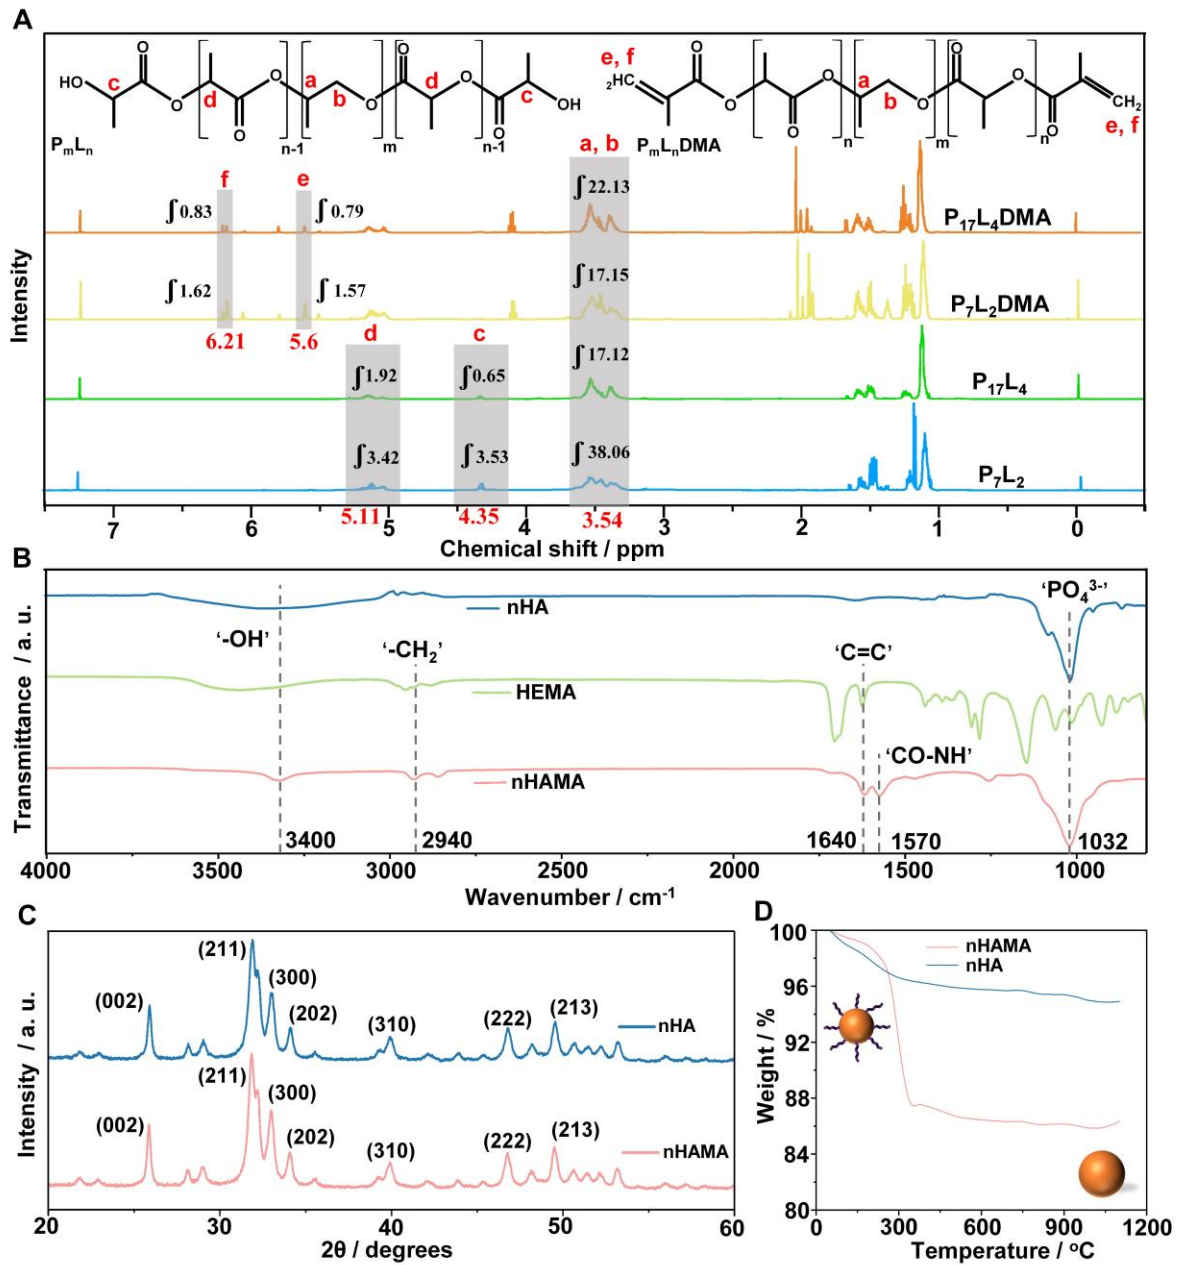 A
HO
O
O
O
O
O
O
O
OH
c
d
a
b
d
c
n-1
m
n-1
PmLn
e, f
2HC
O
O
O
O
O
O
O
O
a
b
CH2
e, f
n
m
n
PmLnDMA
a, b
f
e
∫0.83
∫0.79
∫22.13
P17L4DMA
∫1.62
∫1.57
∫17.15
P7L2DMA
6.21
5.6
d
c
∫1.92
∫0.65
∫17.12
P17L4
∫3.42
∫3.53
∫38.06
P7L2
5.11
4.35
3.54
7 6 5 4 3 2 1 0
Chemical shift / ppm
Intensity
B
nHA
'PO4 3-'
'-OH'
'-CH2'
'C=C'
HEMA
'CO-NH'
nHAMA
3400
2940
1640
1570
1032
4000 3500 3000 2500 2000 1500 1000
Wavenumber / cm-1
Transmittance / a. u.
C
(002)
(211)
(300)
(202)
(310)
(222)
(213)
nHA
(002)
(211)
(300)
(202)
(310)
(222)
(213)
nHAMA
20 30 40 50 60
2θ / degrees
Intensity / a. u.
D
100
96
92
88
84
80
nHAMA
nHA
0 300 600 900 1200
Temperature / oC
Weight / %